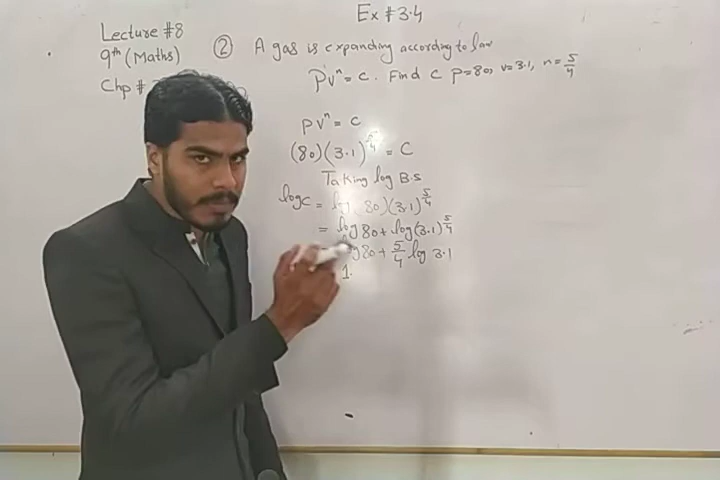 Ex # 3.4
Lecture #8
9th (Maths)
Chp #
② A gas is expanding according to law
PVⁿ = C. Find C P=80, v=3.1, n=5/4
PVⁿ = C
(80)(3.1)^5/4 = C
Taking log B.S
log C = log (80)(3.1)^5/4
= log 80 + log (3.1)^5/4
log 80 + 5/4 log 3.1
1.